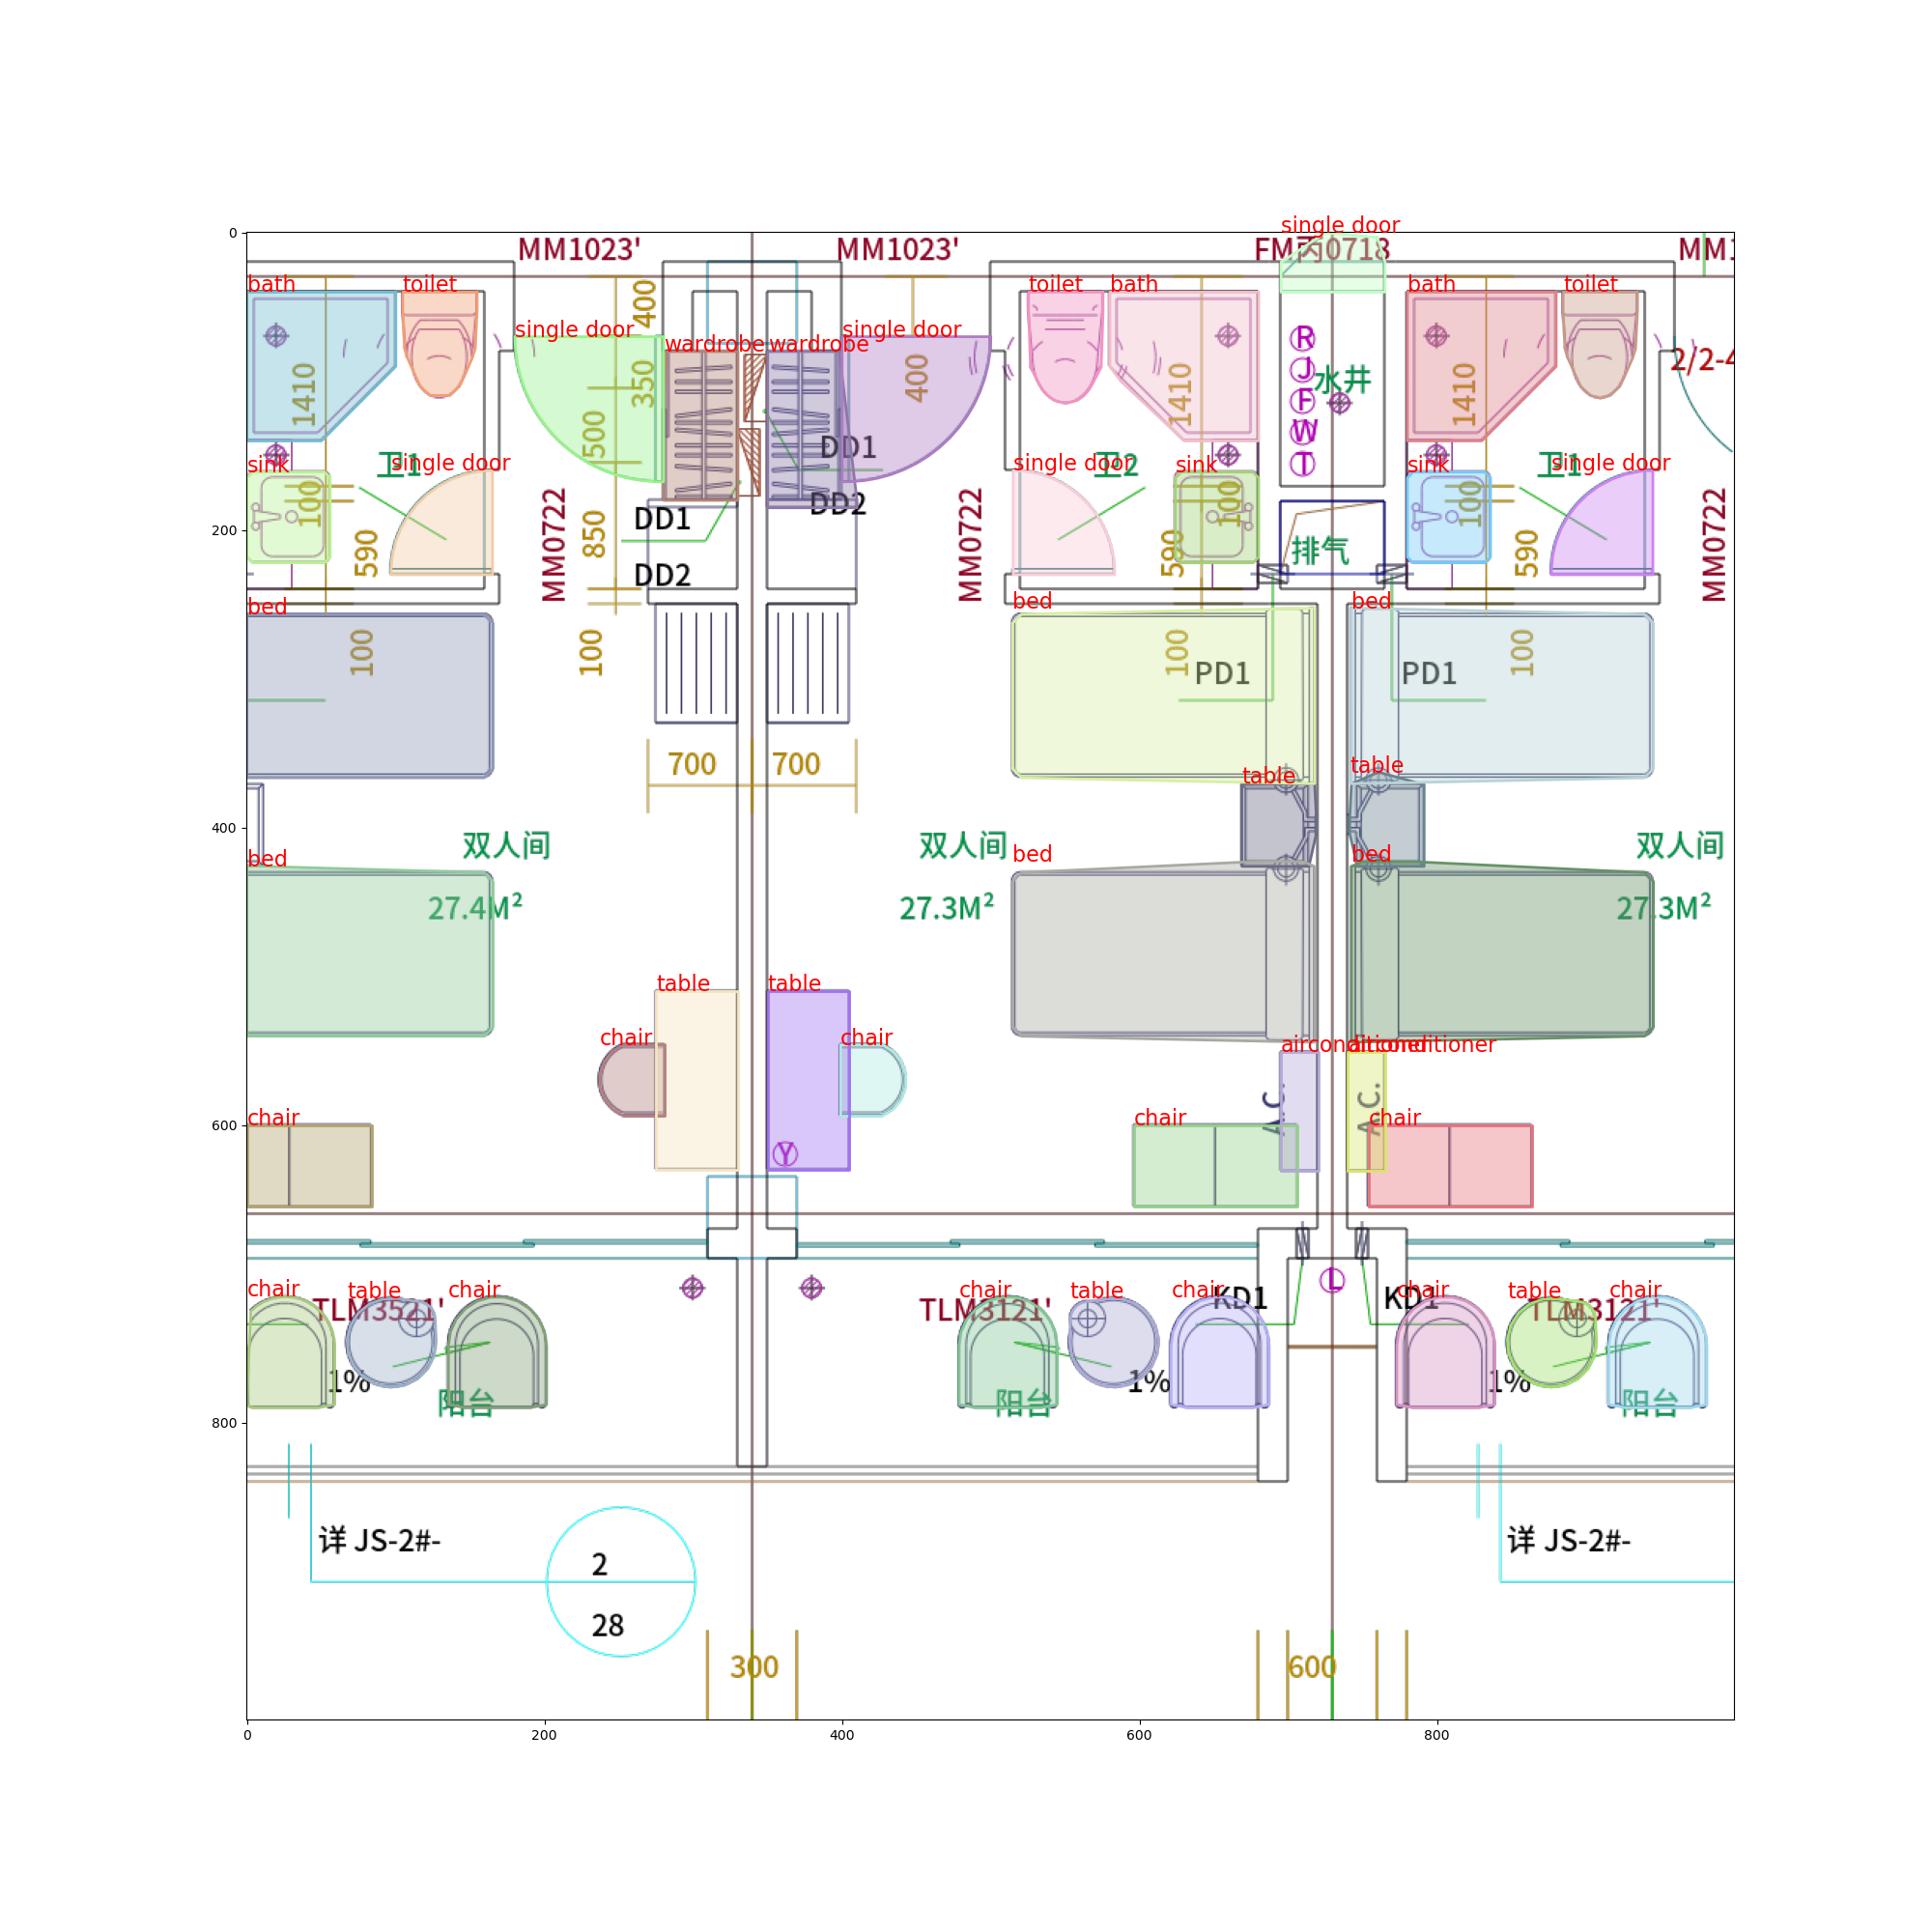 MM1023'
MM1023'
FM丙0718
MM1
single door
0
bath
toilet
400
toilet
bath
bath
toilet
single door
wardrobe
wardrobe
single door
R
J
F
W
T
水井
2/2-4
1410
350
400
1410
1410
500
DD1
sink
卫1
single door
single door
卫2
sink
sink
卫1
single door
100
MM0722
DD1
DD2
MM0722
100
100
MM0722
200
590
850
590
排气
590
DD2
bed
bed
bed
100
100
100
PD1
PD1
100
700
700
table
table
400
双人间
双人间
双人间
bed
bed
bed
27.4M²
27.3M²
27.3M²
table
table
chair
chair
airconditioner
airconditioner
A.C.
A.C.
600
chair
Y
chair
chair
L
chair
table
chair
chair
table
chair
chair
table
chair
TLM3521'
TLM3121'
KD1
KD1
TLM3121'
1%
1%
1%
阳台
阳台
阳台
800
详 JS-2#-
详 JS-2#-
2
28
300
600
0
200
400
600
800